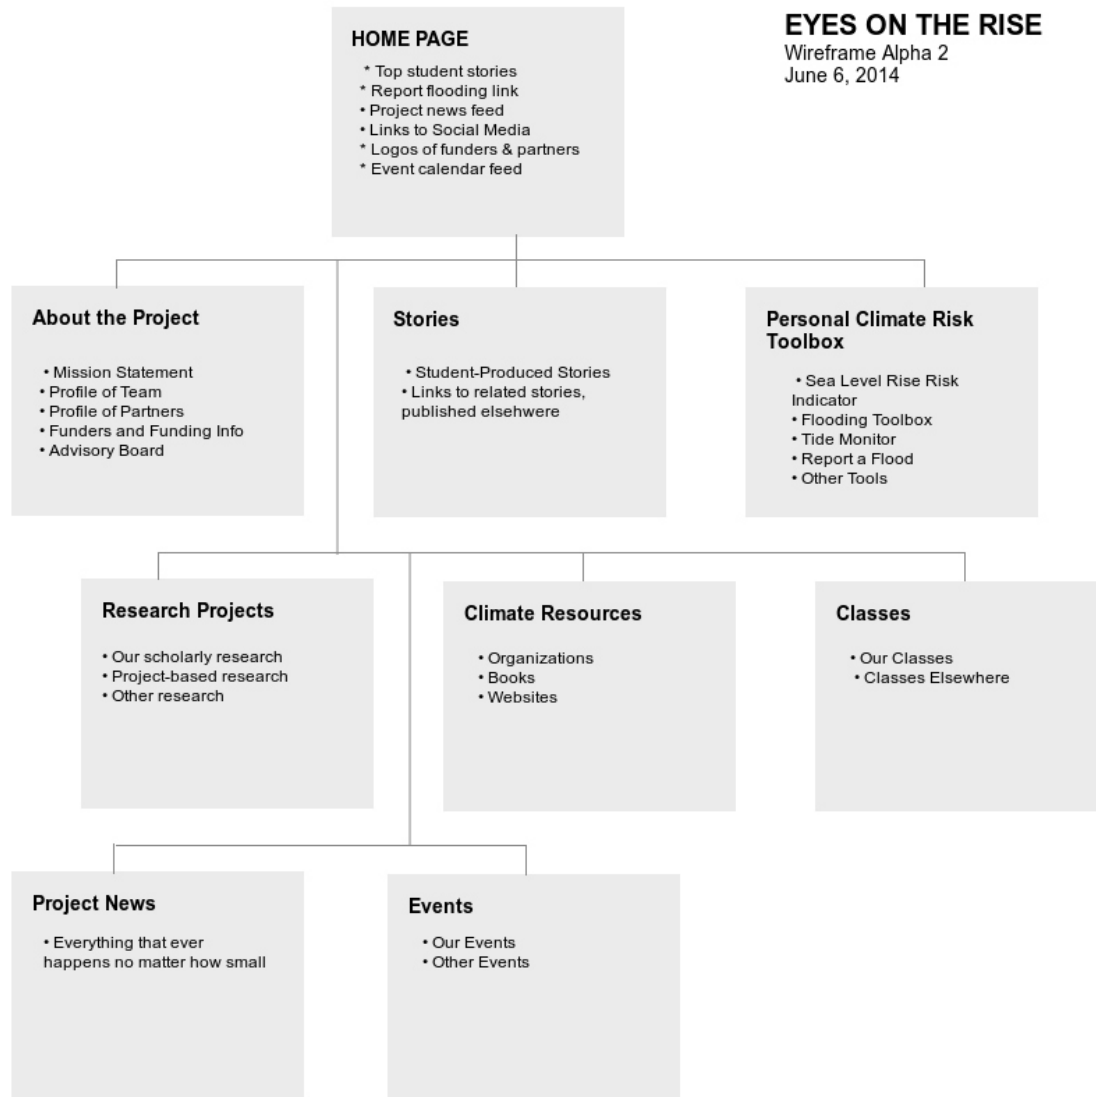 EYES ON THE RISE
Wireframe Alpha 2
June 6, 2014
HOME PAGE
* Top student stories
* Report flooding link
• Project news feed
• Links to Social Media
* Logos of funders & partners
* Event calendar feed
About the Project
• Mission Statement
• Profile of Team
• Profile of Partners
• Funders and Funding Info
• Advisory Board
Stories
• Student-Produced Stories
• Links to related stories,
published elsehwere
Personal Climate Risk
Toolbox
• Sea Level Rise Risk
Indicator
• Flooding Toolbox
• Tide Monitor
• Report a Flood
• Other Tools
Research Projects
• Our scholarly research
• Project-based research
• Other research
Climate Resources
• Organizations
• Books
• Websites
Classes
• Our Classes
• Classes Elsewhere
Project News
• Everything that ever
happens no matter how small
Events
• Our Events
• Other Events